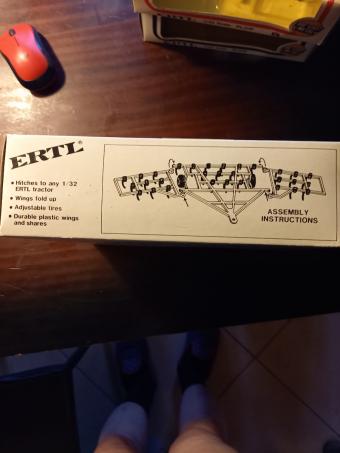 ERTL
ERTL®
• Hitches to any 1/32
ERTL tractor
• Wings fold up
• Adjustable tires
• Durable plastic wings
and shares
ASSEMBLY
INSTRUCTIONS